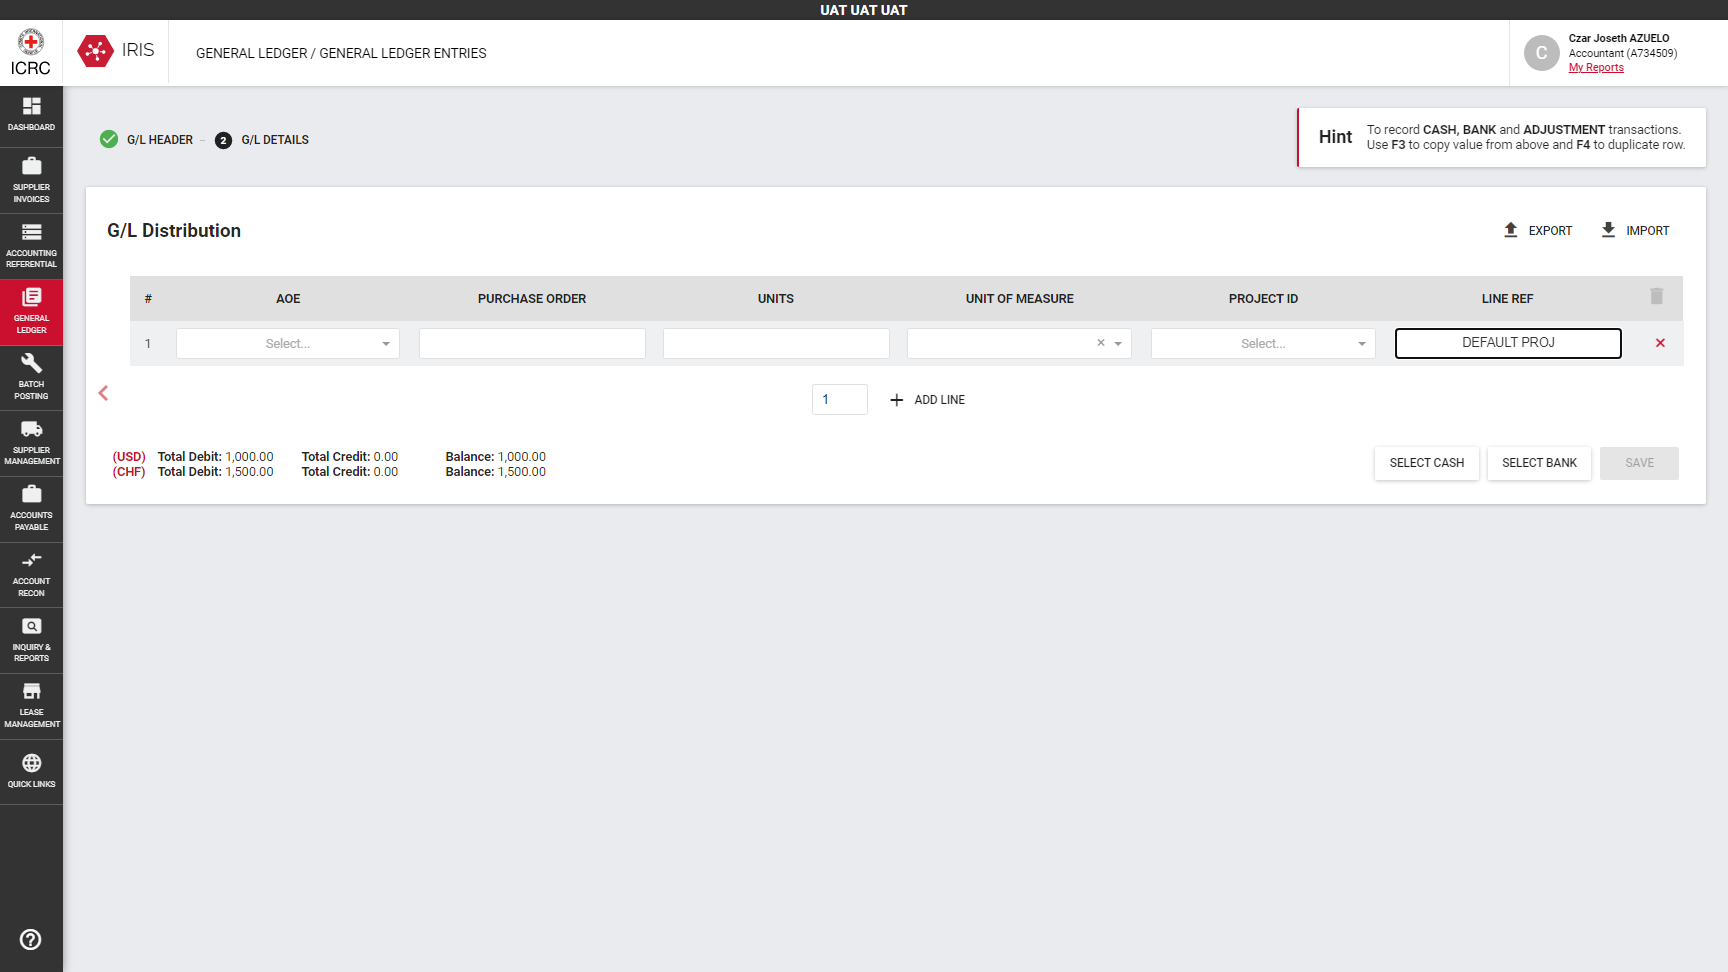 UAT UAT UAT
ICRC
IRIS
GENERAL LEDGER / GENERAL LEDGER ENTRIES
C
Czar Joseth AZUELO
Accountant (A734509)
My Reports
DASHBOARD
SUPPLIER
INVOICES
ACCOUNTING
REFERENTIAL
GENERAL
LEDGER
BATCH
POSTING
SUPPLIER
MANAGEMENT
ACCOUNTS
PAYABLE
ACCOUNT
RECON
INQUIRY &
REPORTS
LEASE
MANAGEMENT
QUICK LINKS
G/L HEADER
2 G/L DETAILS
Hint
To record CASH, BANK and ADJUSTMENT transactions.
Use F3 to copy value from above and F4 to duplicate row.
G/L Distribution
EXPORT IMPORT
# AOE PURCHASE ORDER UNITS UNIT OF MEASURE PROJECT ID LINE REF
1 Select... × Select... DEFAULT PROJ ×
1 + ADD LINE
(USD) Total Debit: 1,000.00 Total Credit: 0.00 Balance: 1,000.00
(CHF) Total Debit: 1,500.00 Total Credit: 0.00 Balance: 1,500.00
SELECT CASH SELECT BANK SAVE